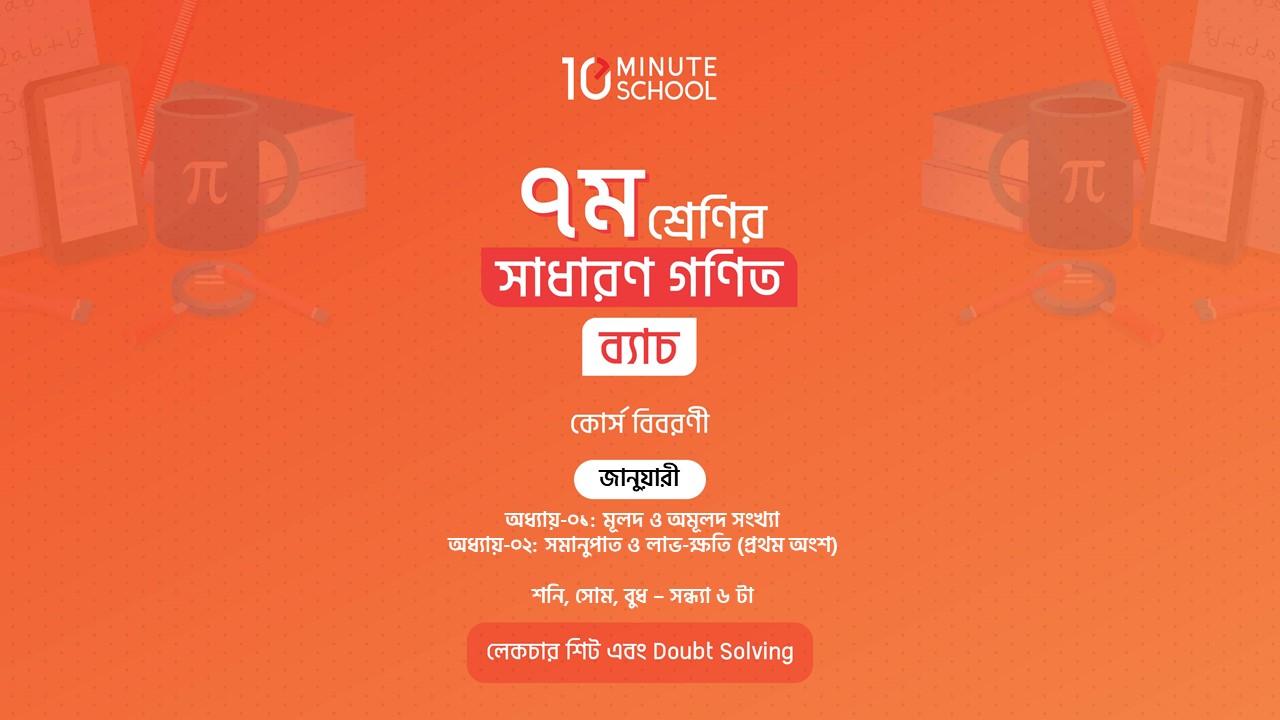 10 MINUTE
SCHOOL
৭ম শ্রেণির
সাধারণ গণিত
ব্যাচ
কোর্স বিবরণী
জানুয়ারী
অধ্যায়-০১: মূলদ ও অমূলদ সংখ্যা
অধ্যায়-০২: সমানুপাত ও লাভ-ক্ষতি (প্রথম অংশ)
শনি, সোম, বুধ – সন্ধ্যা ৬ টা
লেকচার শিট এবং Doubt Solving
π
π